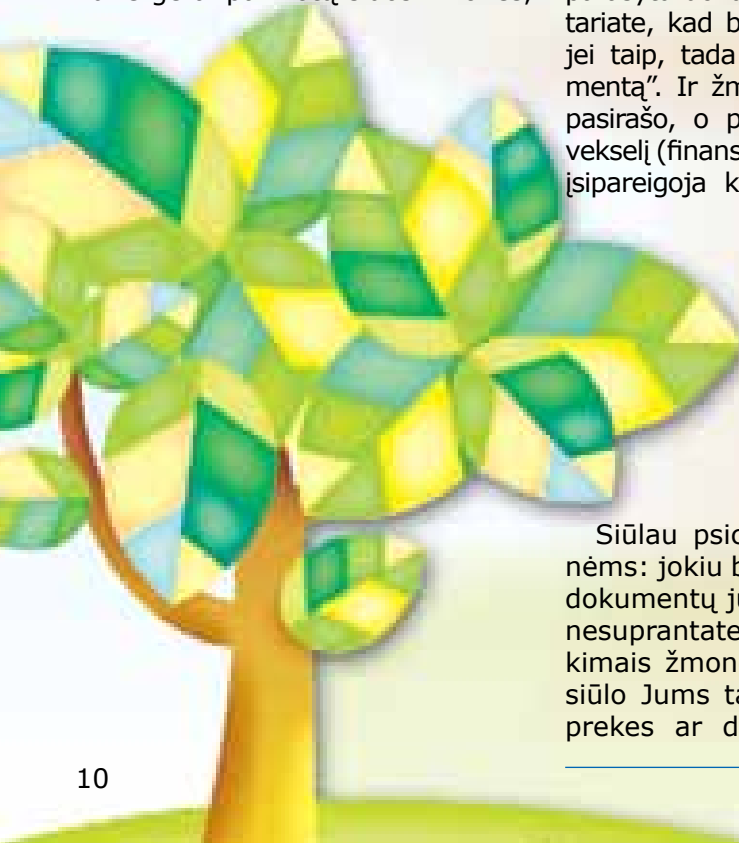 tariate, kad b
jei taip, tada
mentą”. Ir žm
pasirašo, o p
vekselį (finans
įsipareigoja k
Siūlau psic
nėms: jokiu b
dokumentų ju
nesuprantate
kimais žmon
siūlo Jums ta
prekes ar d
10